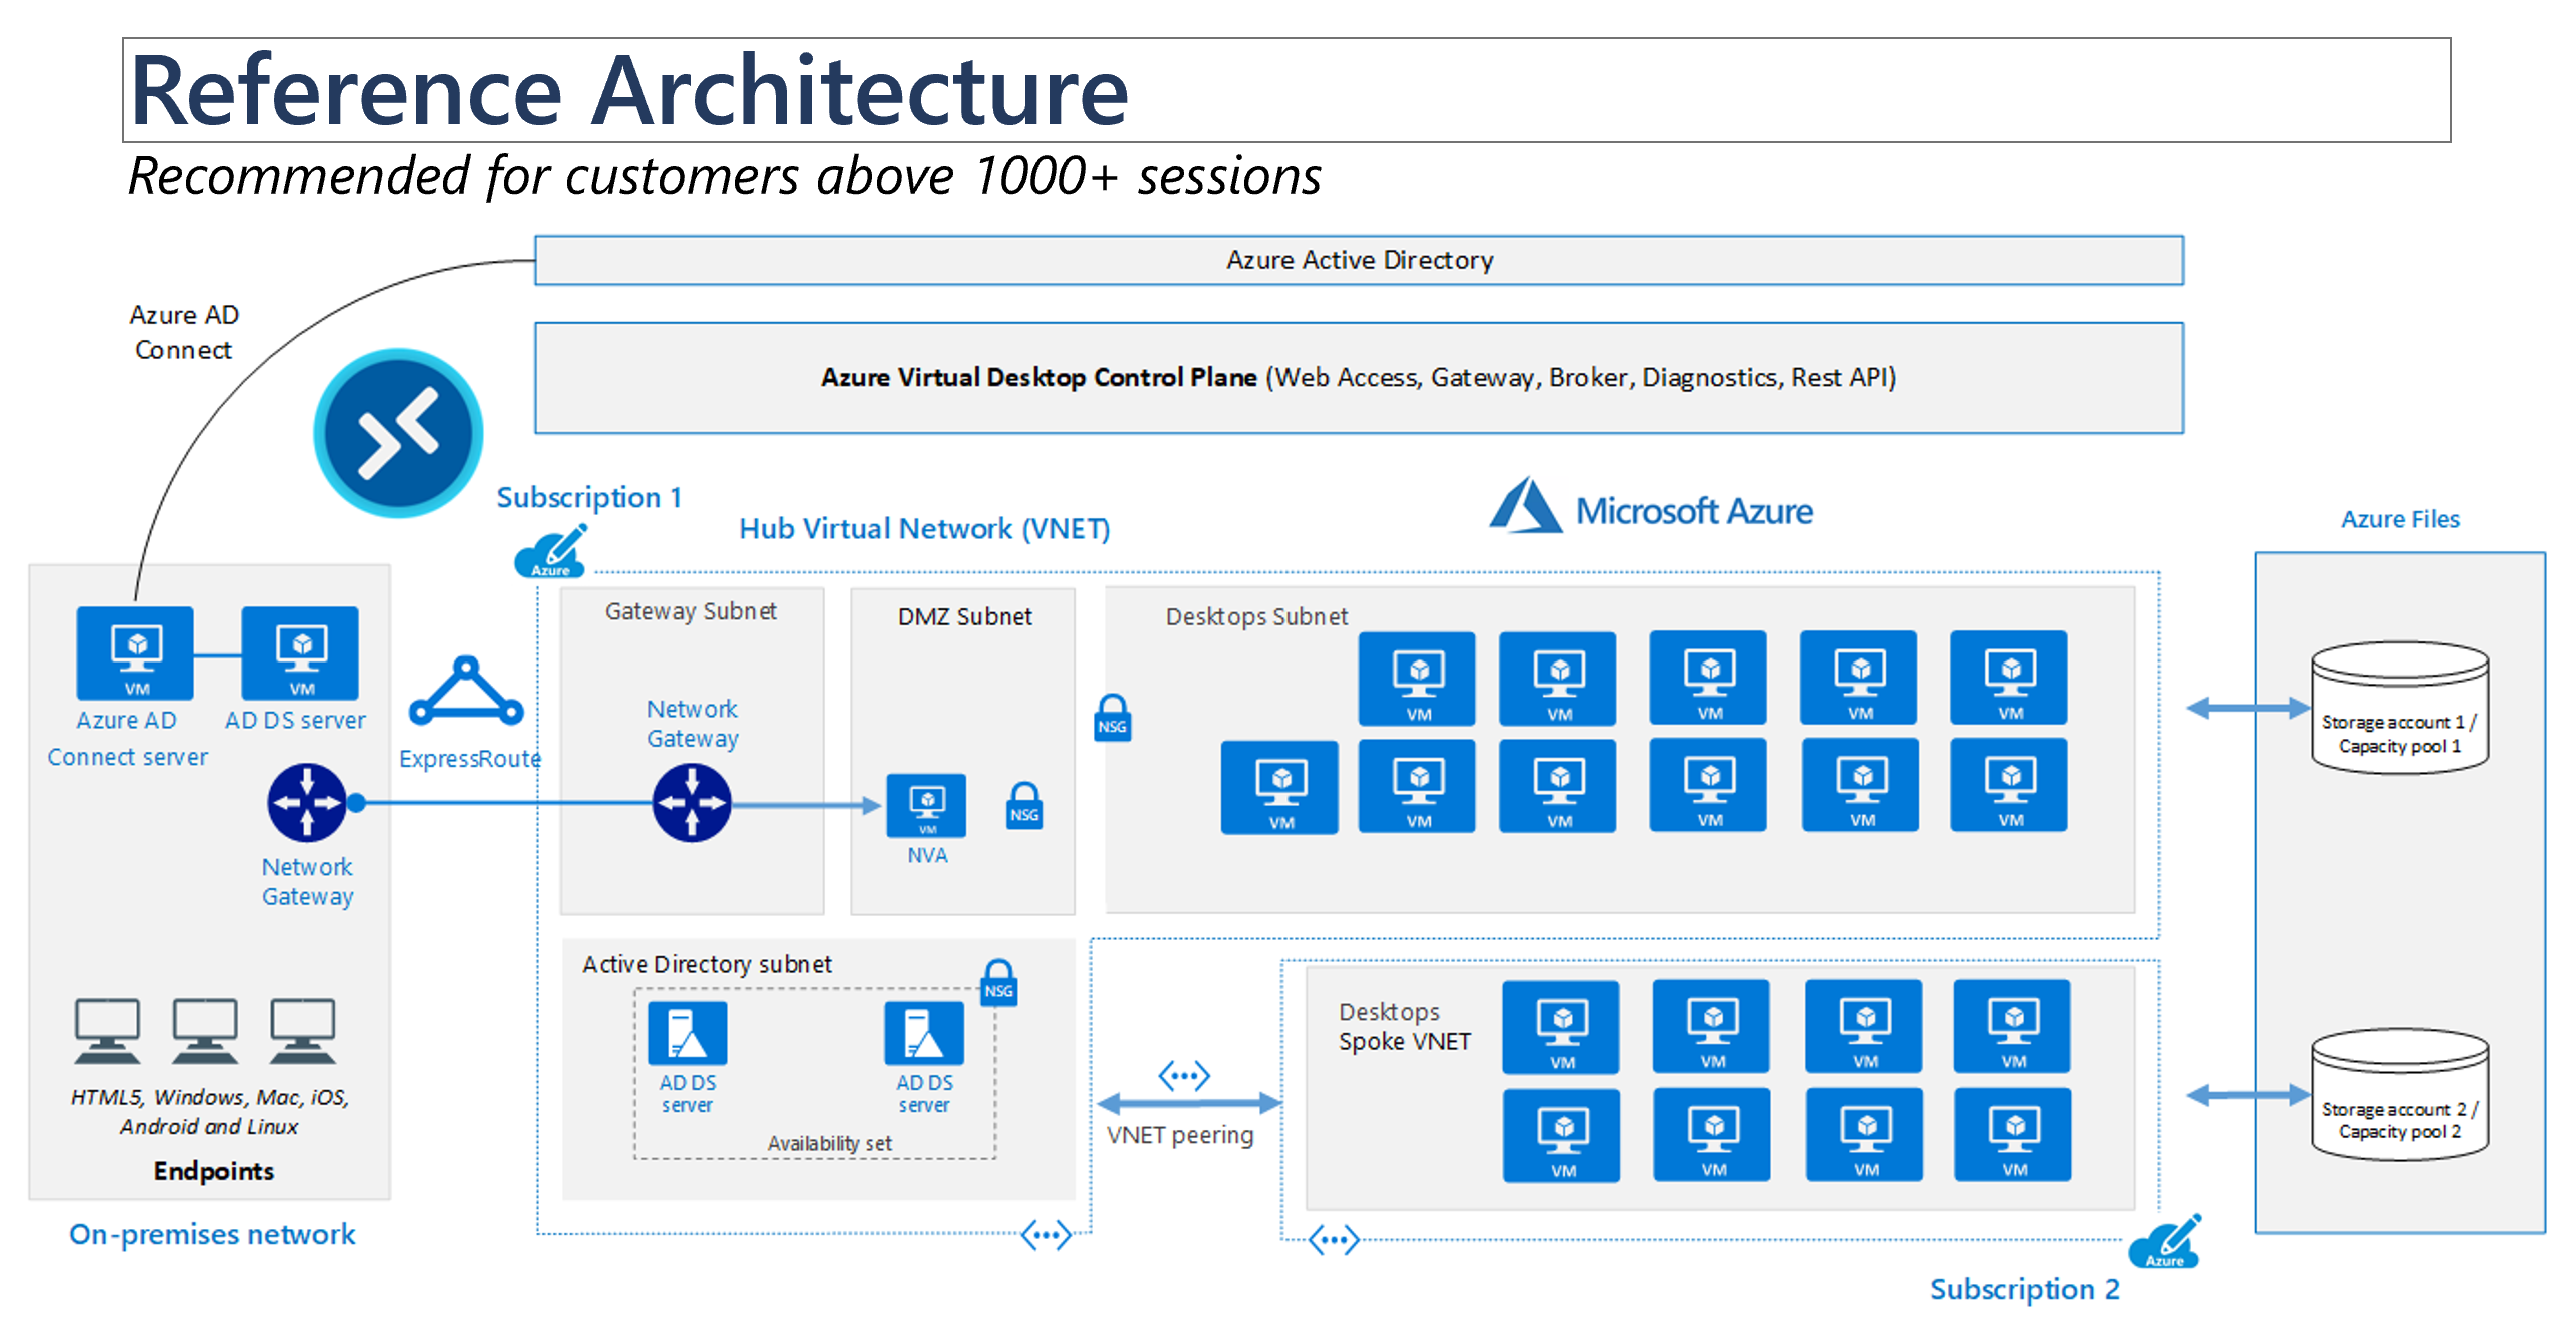 Reference Architecture
Recommended for customers above 1000+ sessions
Azure Active Directory
Azure AD
Connect
Azure Virtual Desktop Control Plane (Web Access, Gateway, Broker, Diagnostics, Rest API)
Subscription 1
Azure
Hub Virtual Network (VNET)
Microsoft Azure
Azure Files
VM
Azure AD
Connect server
VM
AD DS server
ExpressRoute
Network
Gateway
HTML5, Windows, Mac, iOS,
Android and Linux
Endpoints
On-premises network
Gateway Subnet
Network
Gateway
DMZ Subnet
VM
NVA
NSG
NSG
Desktops Subnet
VM
VM
VM
VM
VM
VM
VM
VM
VM
VM
VM
Storage account 1 /
Capacity pool 1
Active Directory subnet
NSG
AD DS
server
AD DS
server
Availability set
VNET peering
Desktops
Spoke VNET
VM
VM
VM
VM
VM
VM
VM
VM
Storage account 2 /
Capacity pool 2
Azure
Subscription 2